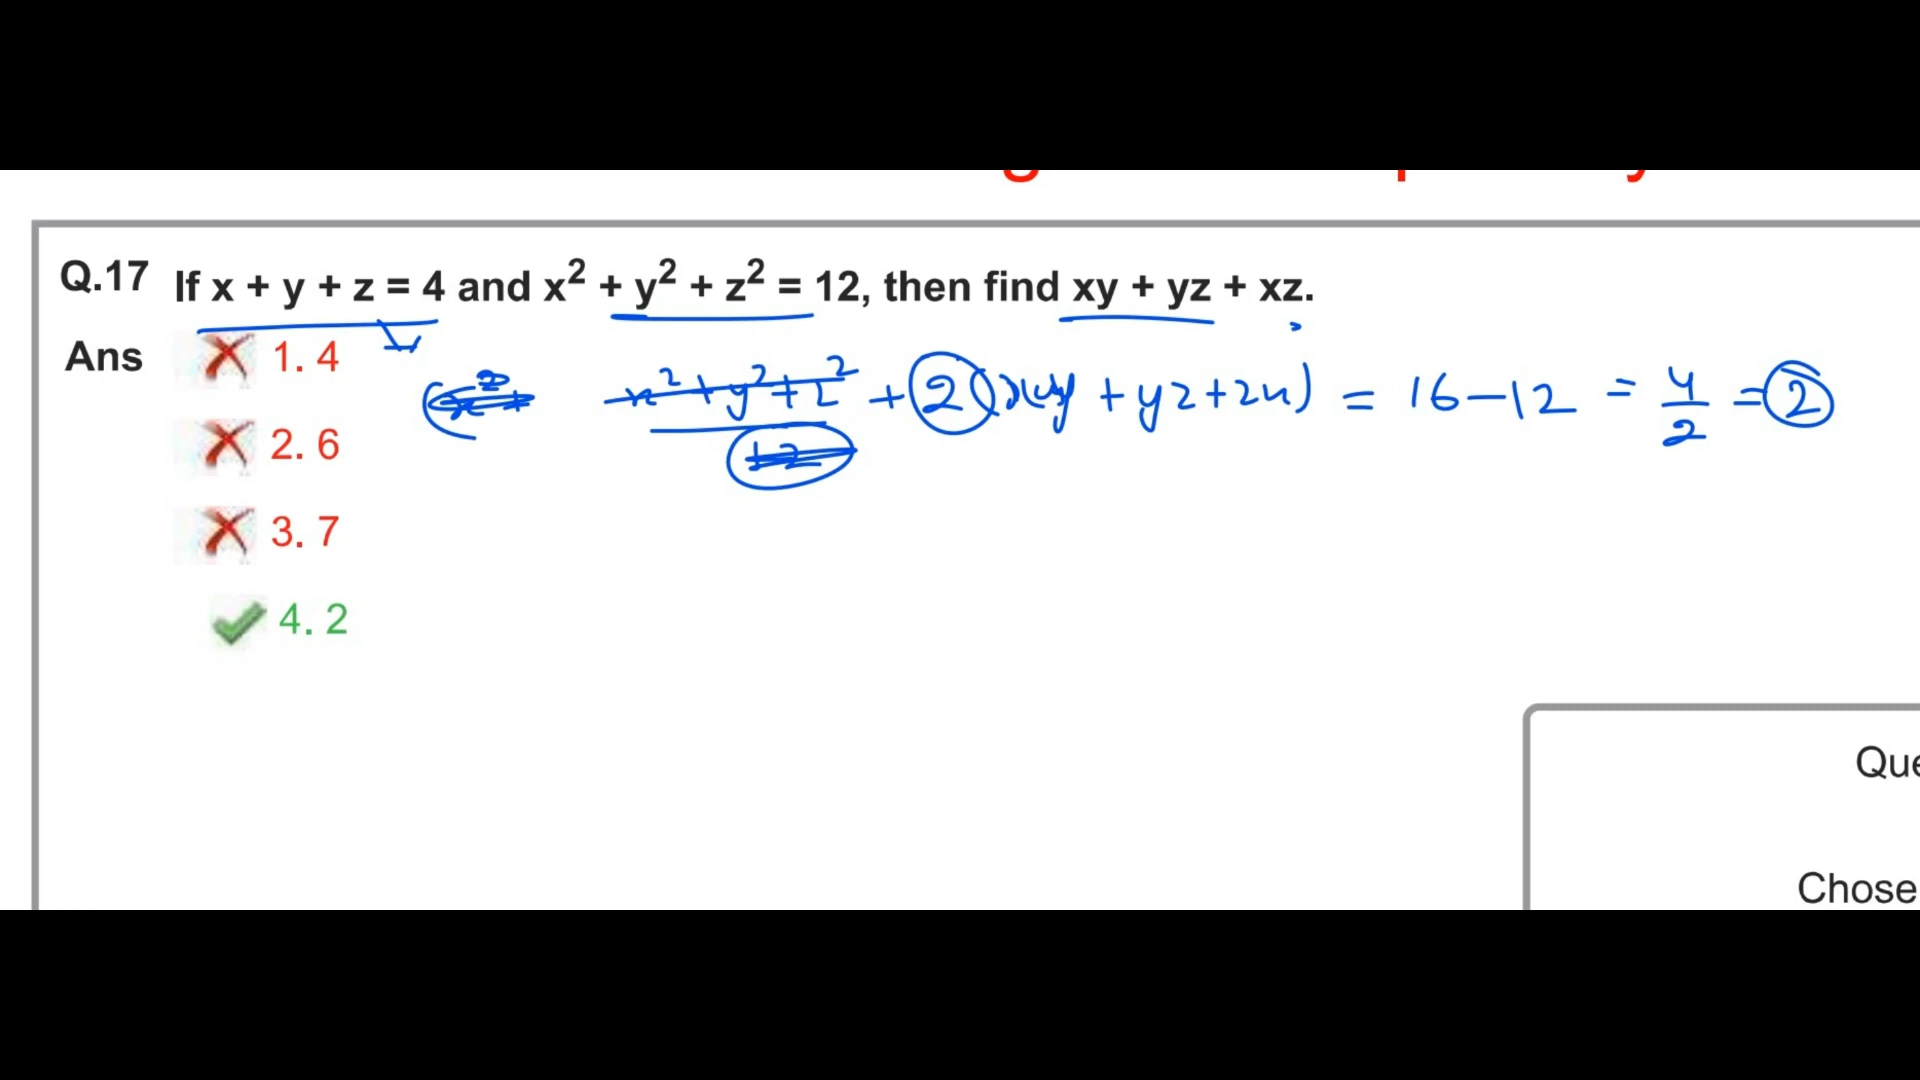 Q.17 If x + y + z = 4 and x² + y² + z² = 12, then find xy + yz + xz.
Ans 1. 4
x² + y² + z² + 2(xy + yz + zx) = 16 - 12 = 4/2 = 2
12
2. 6
3. 7
4. 2
Que
Chose